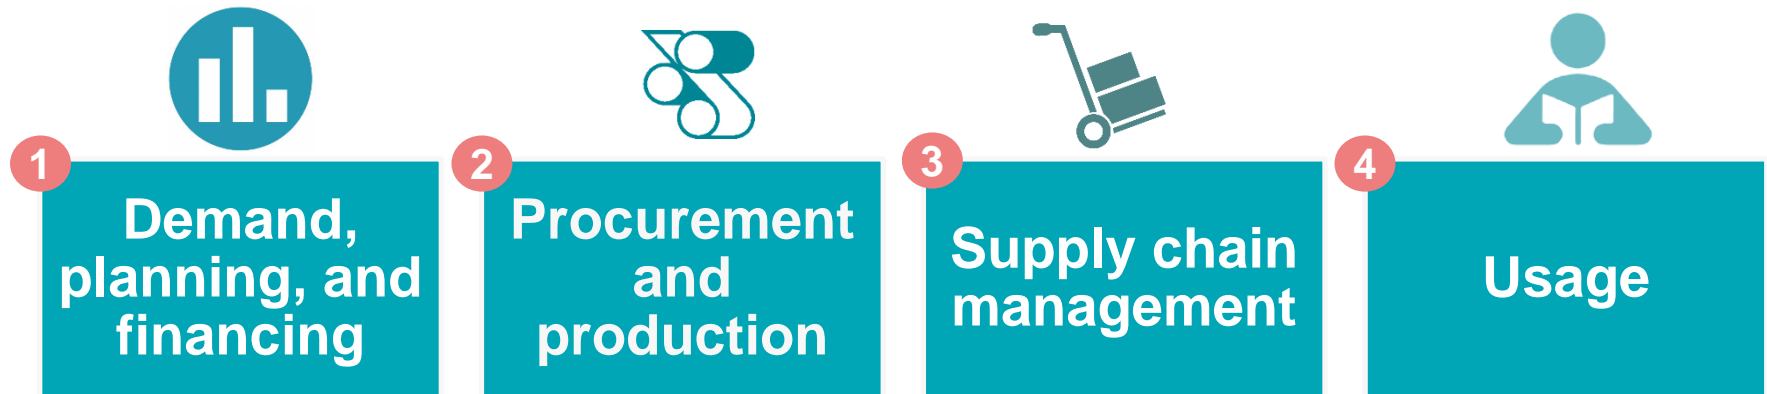 1
Demand,
planning, and
financing
2
Procurement
and
production
3
Supply chain
management
4
Usage